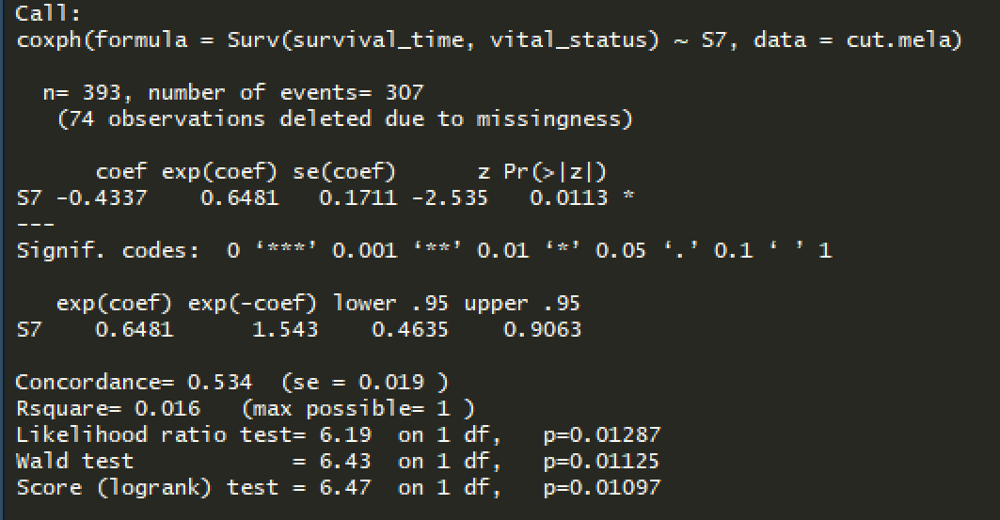 Call:
coxph(formula = Surv(survival_time, vital_status) ~ S7, data = cut.mela)
n= 393, number of events= 307
(74 observations deleted due to missingness)
coef exp(coef) se(coef) z Pr(>|z|)
S7 -0.4337 0.6481 0.1711 -2.535 0.0113 *
---
Signif. codes: 0 ‘***’ 0.001 ‘**’ 0.01 ‘*’ 0.05 ‘.’ 0.1 ‘ ’ 1
exp(coef) exp(-coef) lower .95 upper .95
S7 0.6481 1.543 0.4635 0.9063
Concordance= 0.534 (se = 0.019 )
Rsquare= 0.016 (max possible= 1 )
Likelihood ratio test= 6.19 on 1 df, p=0.01287
Wald test = 6.43 on 1 df, p=0.01125
Score (logrank) test = 6.47 on 1 df, p=0.01097